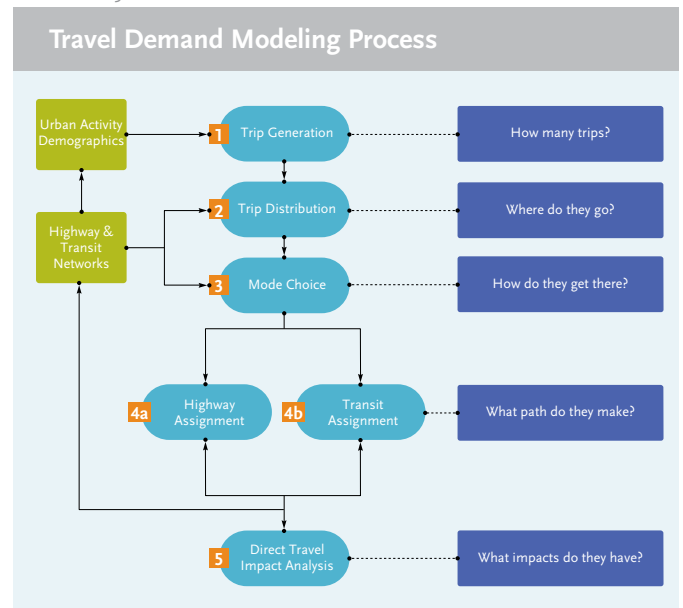 Travel Demand Modeling Process
Urban Activity
Demographics
1
Trip Generation
How many trips?
2
Trip Distribution
Where do they go?
Highway &
Transit
Networks
3
Mode Choice
How do they get there?
4a
Highway
Assignment
4b
Transit
Assignment
What path do they make?
5
Direct Travel
Impact Analysis
What impacts do they have?